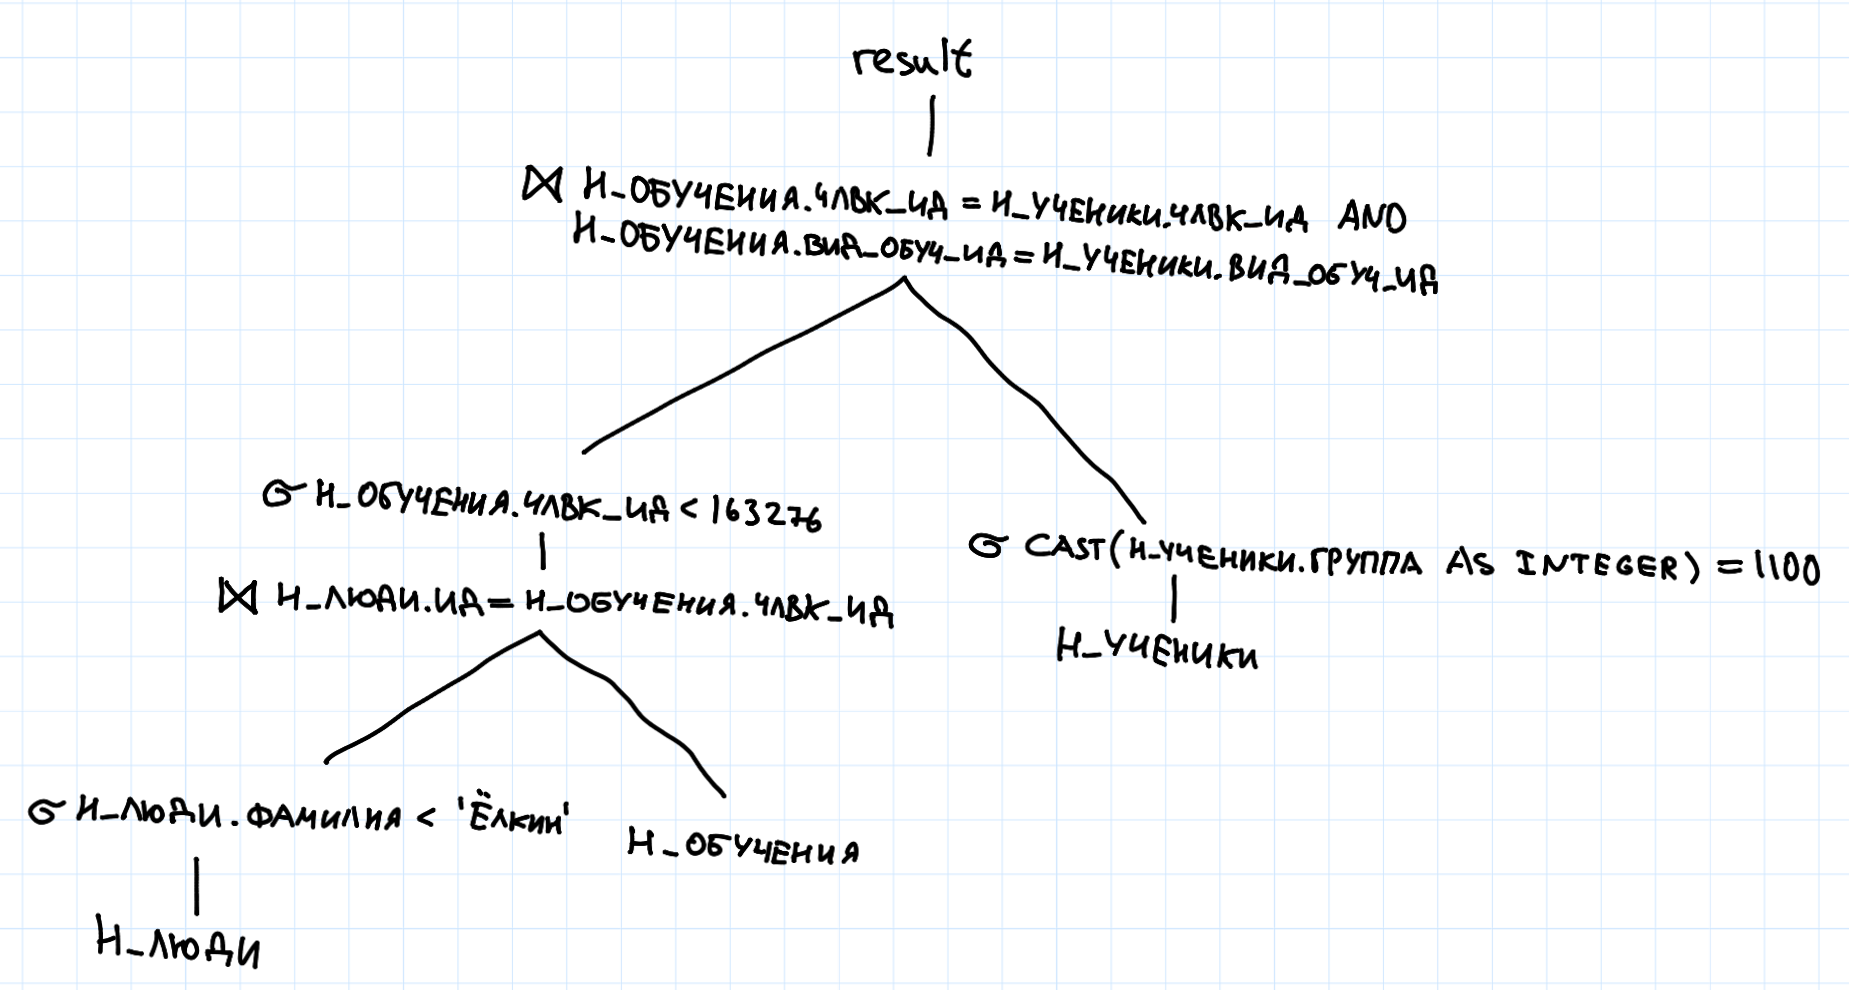 result
⋈ Н_ОБУЧЕНИЯ.ЧЛВК_ИД = Н_УЧЕНИКИ.ЧЛВК_ИД AND
Н_ОБУЧЕНИЯ.ВИД_ОБУЧ_ИД = Н_УЧЕНИКИ.ВИД_ОБУЧ_ИД
σ Н_ОБУЧЕНИЯ.ЧЛВК_ИД < 163276
σ CAST(Н_УЧЕНИКИ.ГРУППА AS INTEGER) = 1100
⋈ Н_ЛЮДИ.ИД = Н_ОБУЧЕНИЯ.ЧЛВК_ИД
Н_УЧЕНИКИ
σ Н_ЛЮДИ.ФАМИЛИЯ < 'Ёлкин'
Н_ОБУЧЕНИЯ
Н_ЛЮДИ